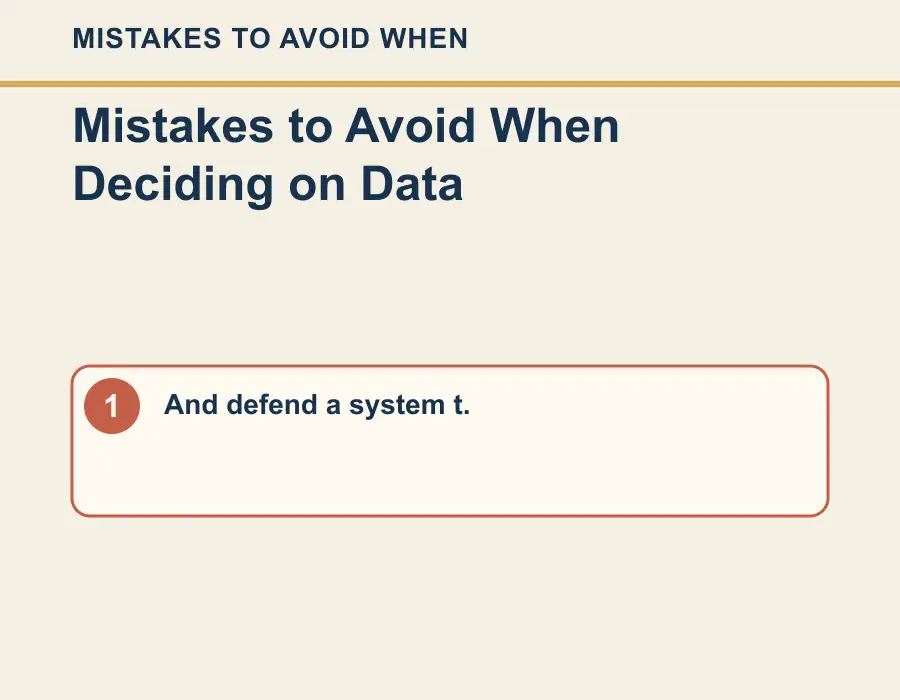 MISTAKES TO AVOID WHEN
Mistakes to Avoid When
Deciding on Data
1
And defend a system t.